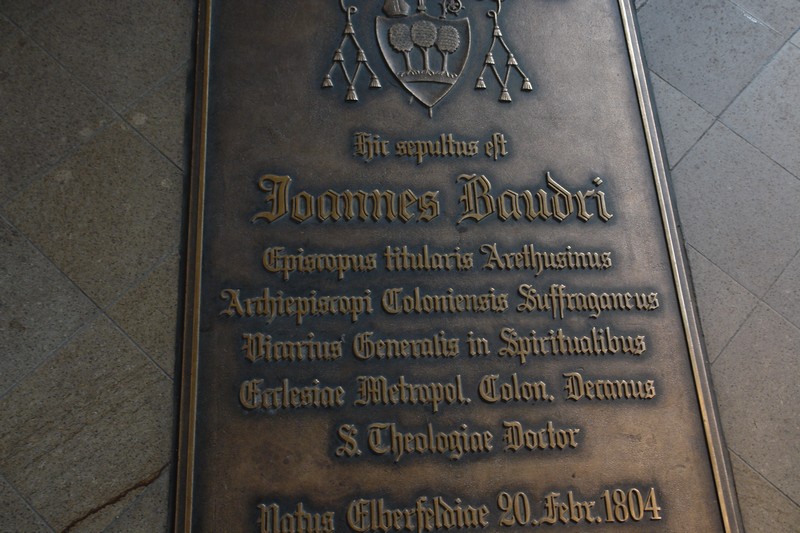 Hic sepultus est
Joannes Baudri
Episcopus titularis Arethusinus
Archiepiscopi Coloniensis Suffraganeus
Vicarius Generalis in Spiritualibus
Ecclesiae Metropol. Colon. Decanus
S. Theologiae Doctor
Natus Elberfeldiae 20. Febr. 1804